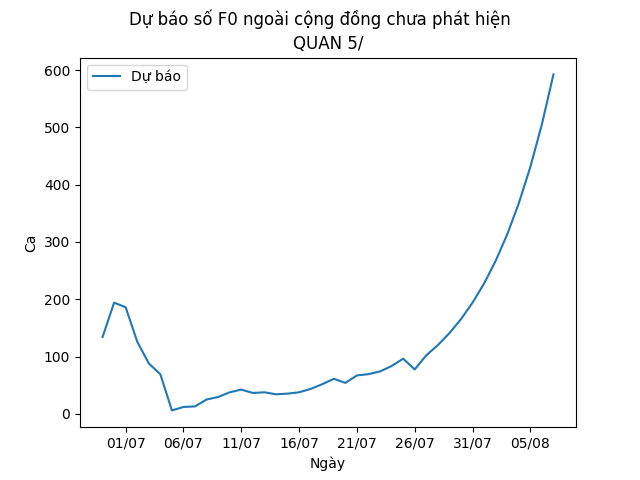 Dự báo số F0 ngoài cộng đồng chưa phát hiện
QUAN 5/
Dự báo
600
500
400
300
200
100
0
Ca
01/07 06/07 11/07 16/07 21/07 26/07 31/07 05/08
Ngày